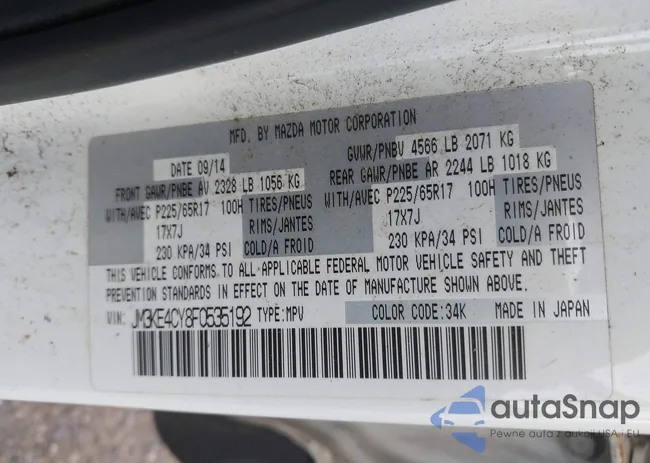 MFD. BY MAZDA MOTOR CORPORATION
DATE 09/14 GVWR/PNBV 4566 LB 2071 KG
FRONT GAWR/PNBE AV 2328 LB 1056 KG REAR GAWR/PNBE AR 2244 LB 1018 KG
WITH/AVEC P225/65R17 100H TIRES/PNEUS WITH/AVEC P225/65R17 100H TIRES/PNEUS
17X7J RIMS/JANTES 17X7J RIMS/JANTES
230 KPA/34 PSI COLD/A FROID 230 KPA/34 PSI COLD/A FROID
THIS VEHICLE CONFORMS TO ALL APPLICABLE FEDERAL MOTOR VEHICLE SAFETY AND THEFT
PREVENTION STANDARDS IN EFFECT ON THE DATE OF MANUFACTURE SHOWN ABOVE.
VIN: JM3KE4CY8F0535192 TYPE:MPV COLOR CODE:34K MADE IN JAPAN
autaSnap
Pewne auta z aukcji USA i EU